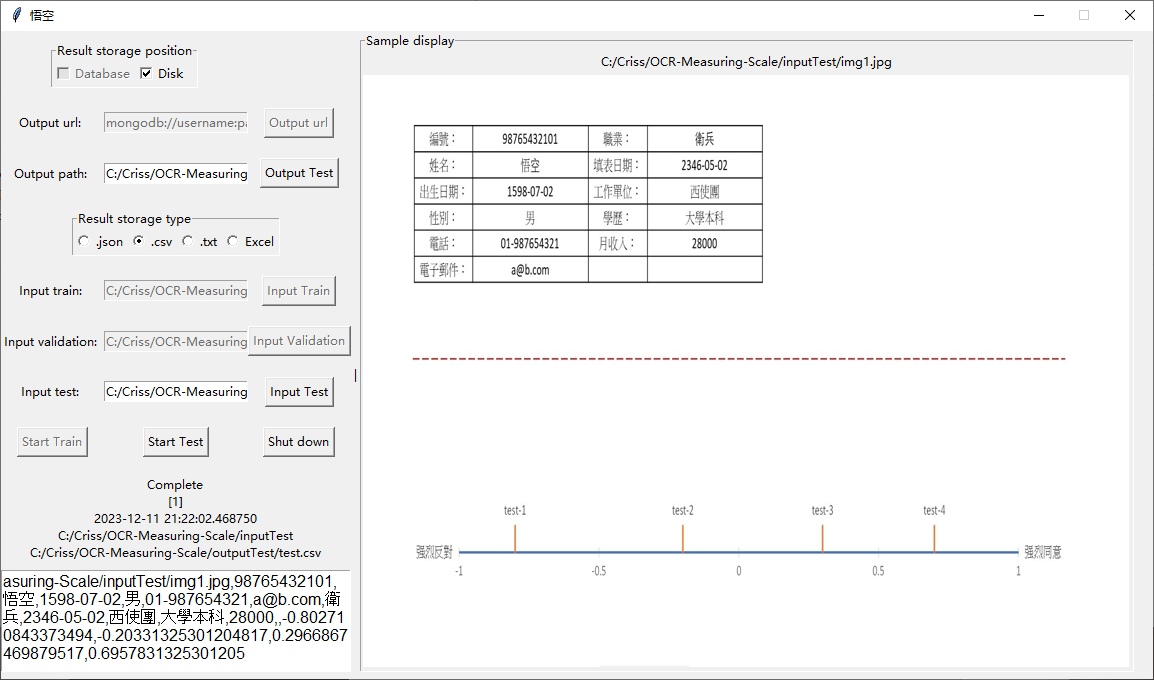 悟空
Result storage position
Database Disk
Output url: mongodb://username:pa Output url
Output path: C:/Criss/OCR-Measuring Output Test
Result storage type
.json .csv .txt Excel
Input train: C:/Criss/OCR-Measuring Input Train
Input validation: C:/Criss/OCR-Measuring Input Validation
Input test: C:/Criss/OCR-Measuring Input Test
Start Train Start Test Shut down
Complete
[1]
2023-12-11 21:22:02.468750
C:/Criss/OCR-Measuring-Scale/inputTest
C:/Criss/OCR-Measuring-Scale/outputTest/test.csv
asuring-Scale/inputTest/img1.jpg,98765432101,
悟空,1598-07-02,男,01-987654321,a@b.com,衛
兵,2346-05-02,西使團,大學本科,28000,,-0.80271
0843373494,-0.20331325301204817,0.2966867
469879517,0.6957831325301205
Sample display
C:/Criss/OCR-Measuring-Scale/inputTest/img1.jpg
編號： 98765432101 職業： 衛兵
姓名： 悟空 填表日期： 2346-05-02
出生日期： 1598-07-02 工作單位： 西使團
性別： 男 學歷： 大學本科
電話： 01-987654321 月收入： 28000
電子郵件： a@b.com
test-1 test-2 test-3 test-4
强烈反對 强烈同意
-1 -0.5 0 0.5 1